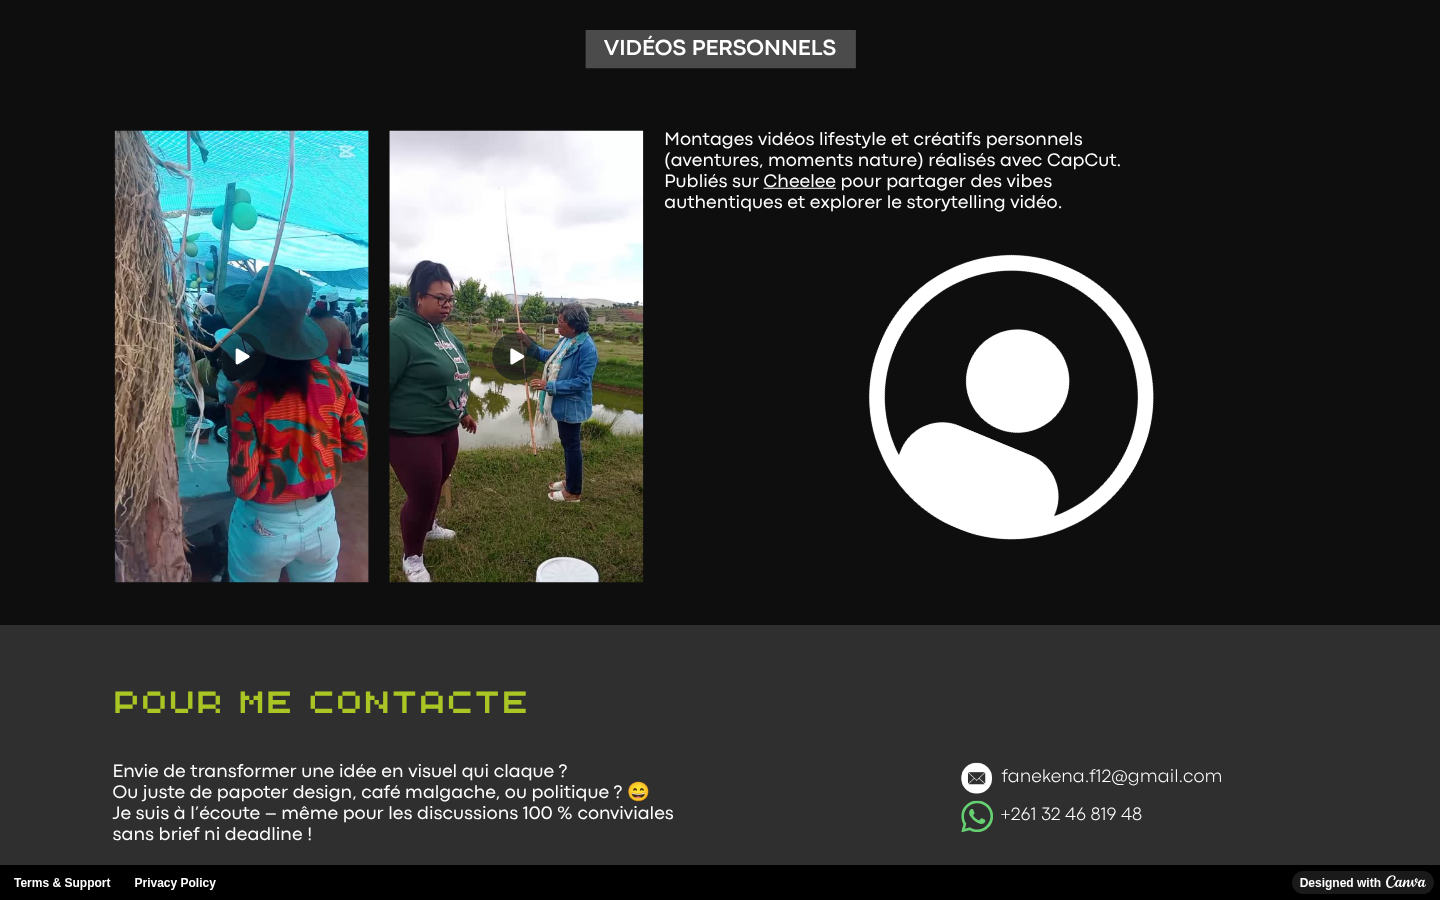 VIDÉOS PERSONNELS
Montages vidéos lifestyle et créatifs personnels
(aventures, moments nature) réalisés avec CapCut.
Publiés sur Cheelee pour partager des vibes
authentiques et explorer le storytelling vidéo.
POUR ME CONTACTE
Envie de transformer une idée en visuel qui claque ?
Ou juste de papoter design, café malgache, ou politique ? 😄
Je suis à l’écoute – même pour les discussions 100 % conviviales
sans brief ni deadline !
fanekena.f12@gmail.com
+261 32 46 819 48
Terms & Support
Privacy Policy
Designed with Canva